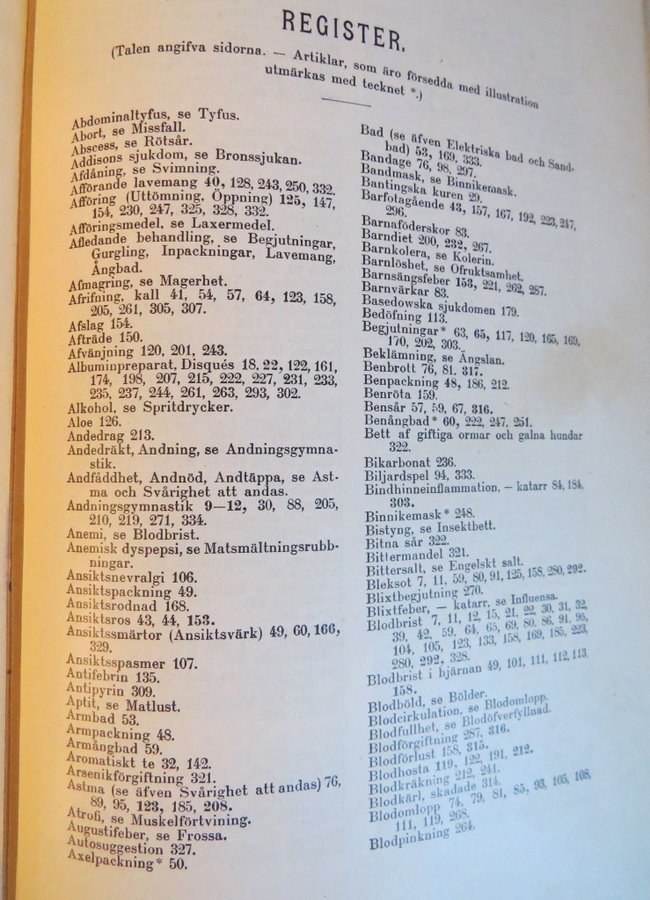 REGISTER.
(Talen angifva sidorna. — Artiklar, som äro försedda med illustration
utmärkas med tecknet *.)
Abdominaltyfus, se Tyfus.
Abort, se Missfall.
Abscess, se Rötsår.
Addisons sjukdom, se Bronssjukan.
Afdåning, se Svimning.
Afförande lavemang 40, 128, 243, 250, 332.
Afföring (Uttömning, Öppning) 125, 147,
154, 230, 247, 325, 328, 332.
Afföringsmedel, se Laxermedel.
Afledande behandling, se Begjutningar,
Gurgling, Inpackningar, Lavemang,
Ångbad.
Afmagring, se Magerhet.
Afrifning, kall 41, 54, 57, 64, 123, 158,
205, 261, 305, 307.
Afslag 154.
Afträde 150.
Afvänjning 120, 201, 243.
Albuminpreparat, Disqués 18, 22, 122, 161,
174, 198, 207, 215, 222, 227, 231, 233,
235, 237, 244, 261, 263, 293, 302.
Alkohol, se Spritdrycker.
Aloe 126.
Andedrag 213.
Andedräkt, Andning, se Andningsgymna-
stik.
Andfåddhet, Andnöd, Andtäppa, se Ast-
ma och Svårighet att andas.
Andningsgymnastik 9—12, 30, 88, 205,
210, 219, 271, 334.
Anemi, se Blodbrist.
Anemisk dyspepsi, se Matsmältningsrubb-
ningar.
Ansiktsnevralgi 106.
Ansiktspackning 49.
Ansiktsrodnad 168.
Ansiktsros 43, 44, 153.
Ansiktssmärtor (Ansiktsvärk) 49, 60, 166,
329.
Ansiktsspasmer 107.
Antifebrin 135.
Antipyrin 309.
Aptit, se Matlust.
Armbad 53.
Armpackning 48.
Armångbad 59.
Aromatiskt te 32, 142.
Arsenikförgiftning 321.
Astma (se äfven Svårighet att andas) 76,
89, 95, 123, 185, 208.
Atrofi, se Muskelförtvining.
Augustifeber, se Frossa.
Autosuggestion 327.
Axelpackning* 50.
Bad (se äfven Elektriska bad och Sand-
bad) 53, 169, 333.
Bandage 76, 98, 297.
Bandmask, se Binnikemask.
Bantingska kuren 29.
Barfotagående 43, 157, 167, 192, 223, 247,
296.
Barnaföderskor 83.
Barndiet 200, 232, 267.
Barnkolera, se Kolerin.
Barnlöshet, se Ofruktsamhet.
Barnsängsfeber 153, 221, 262, 287.
Barnvärkar 83.
Basedowska sjukdomen 179.
Bedöfning 113.
Begjutningar* 63, 65, 117, 120, 165, 169,
170, 202, 303.
Beklämning, se Ängslan.
Benbrott 76, 81, 317.
Benpackning 48, 186, 212.
Benröta 159.
Bensår 57, 59, 67, 316.
Benångbad* 60, 222, 247, 251.
Bett af giftiga ormar och galna hundar
322.
Bikarbonat 236.
Biljardspel 94, 333.
Bindhinneinflammation, — katarr 84, 184,
303.
Binnikemask* 248.
Bistyng, se Insektbett.
Bitna sår 322.
Bittermandel 321.
Bittersalt, se Engelskt salt.
Bleksot 7, 11, 59, 80, 91, 125, 158, 280, 292.
Blixtbegjutning 270.
Blixtfeber, — katarr, se Influensa.
Blodbrist 7, 11, 12, 15, 21, 22, 30, 31, 32,
39, 42, 59, 64, 65, 69, 80, 86, 91, 95,
104, 105, 123, 133, 158, 169, 185, 223,
280, 292, 328.
Blodbrist i hjärnan 49, 101, 111, 112, 113,
158.
Blodböld, se Bölder.
Blodcirkulation, se Blodomlopp.
Blodfullhet, se Blodöfverfyllnad.
Blodförgiftning 287, 316.
Blodförlust 158, 315.
Blodhosta 119, 122, 191, 212.
Blodkräkning 212, 241.
Blodkärl, skadade 314.
Blodomlopp 74, 79, 81, 85, 93, 105, 108,
111, 119, 268.
Blodpinkning 264.